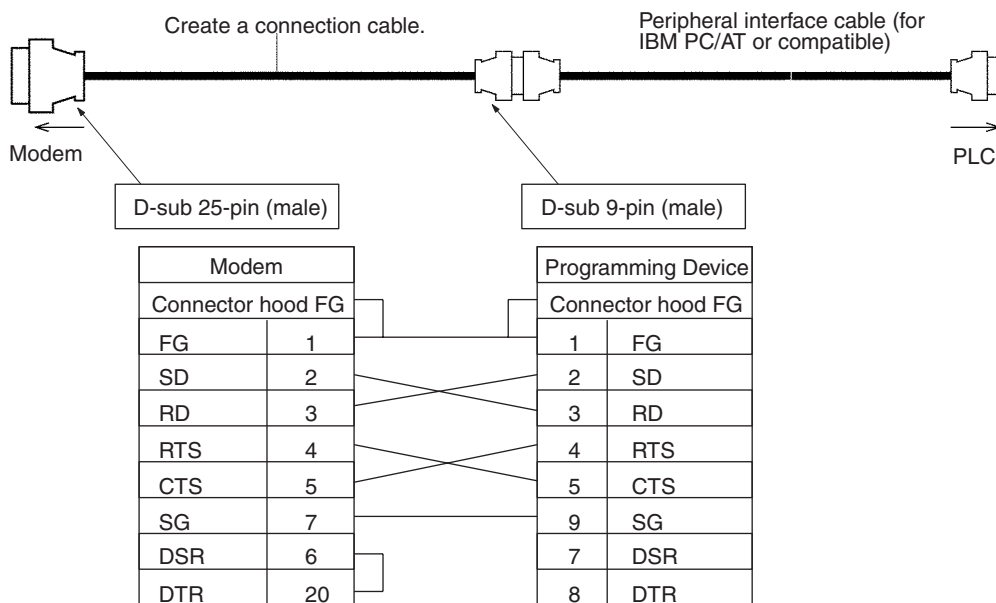 Create a connection cable.
Peripheral interface cable (for
IBM PC/AT or compatible)
Modem
PLC
D-sub 25-pin (male)
D-sub 9-pin (male)
Modem
Connector hood FG
FG 1
SD 2
RD 3
RTS 4
CTS 5
SG 7
DSR 6
DTR 20
Programming Device
Connector hood FG
1 FG
2 SD
3 RD
4 RTS
5 CTS
9 SG
7 DSR
8 DTR